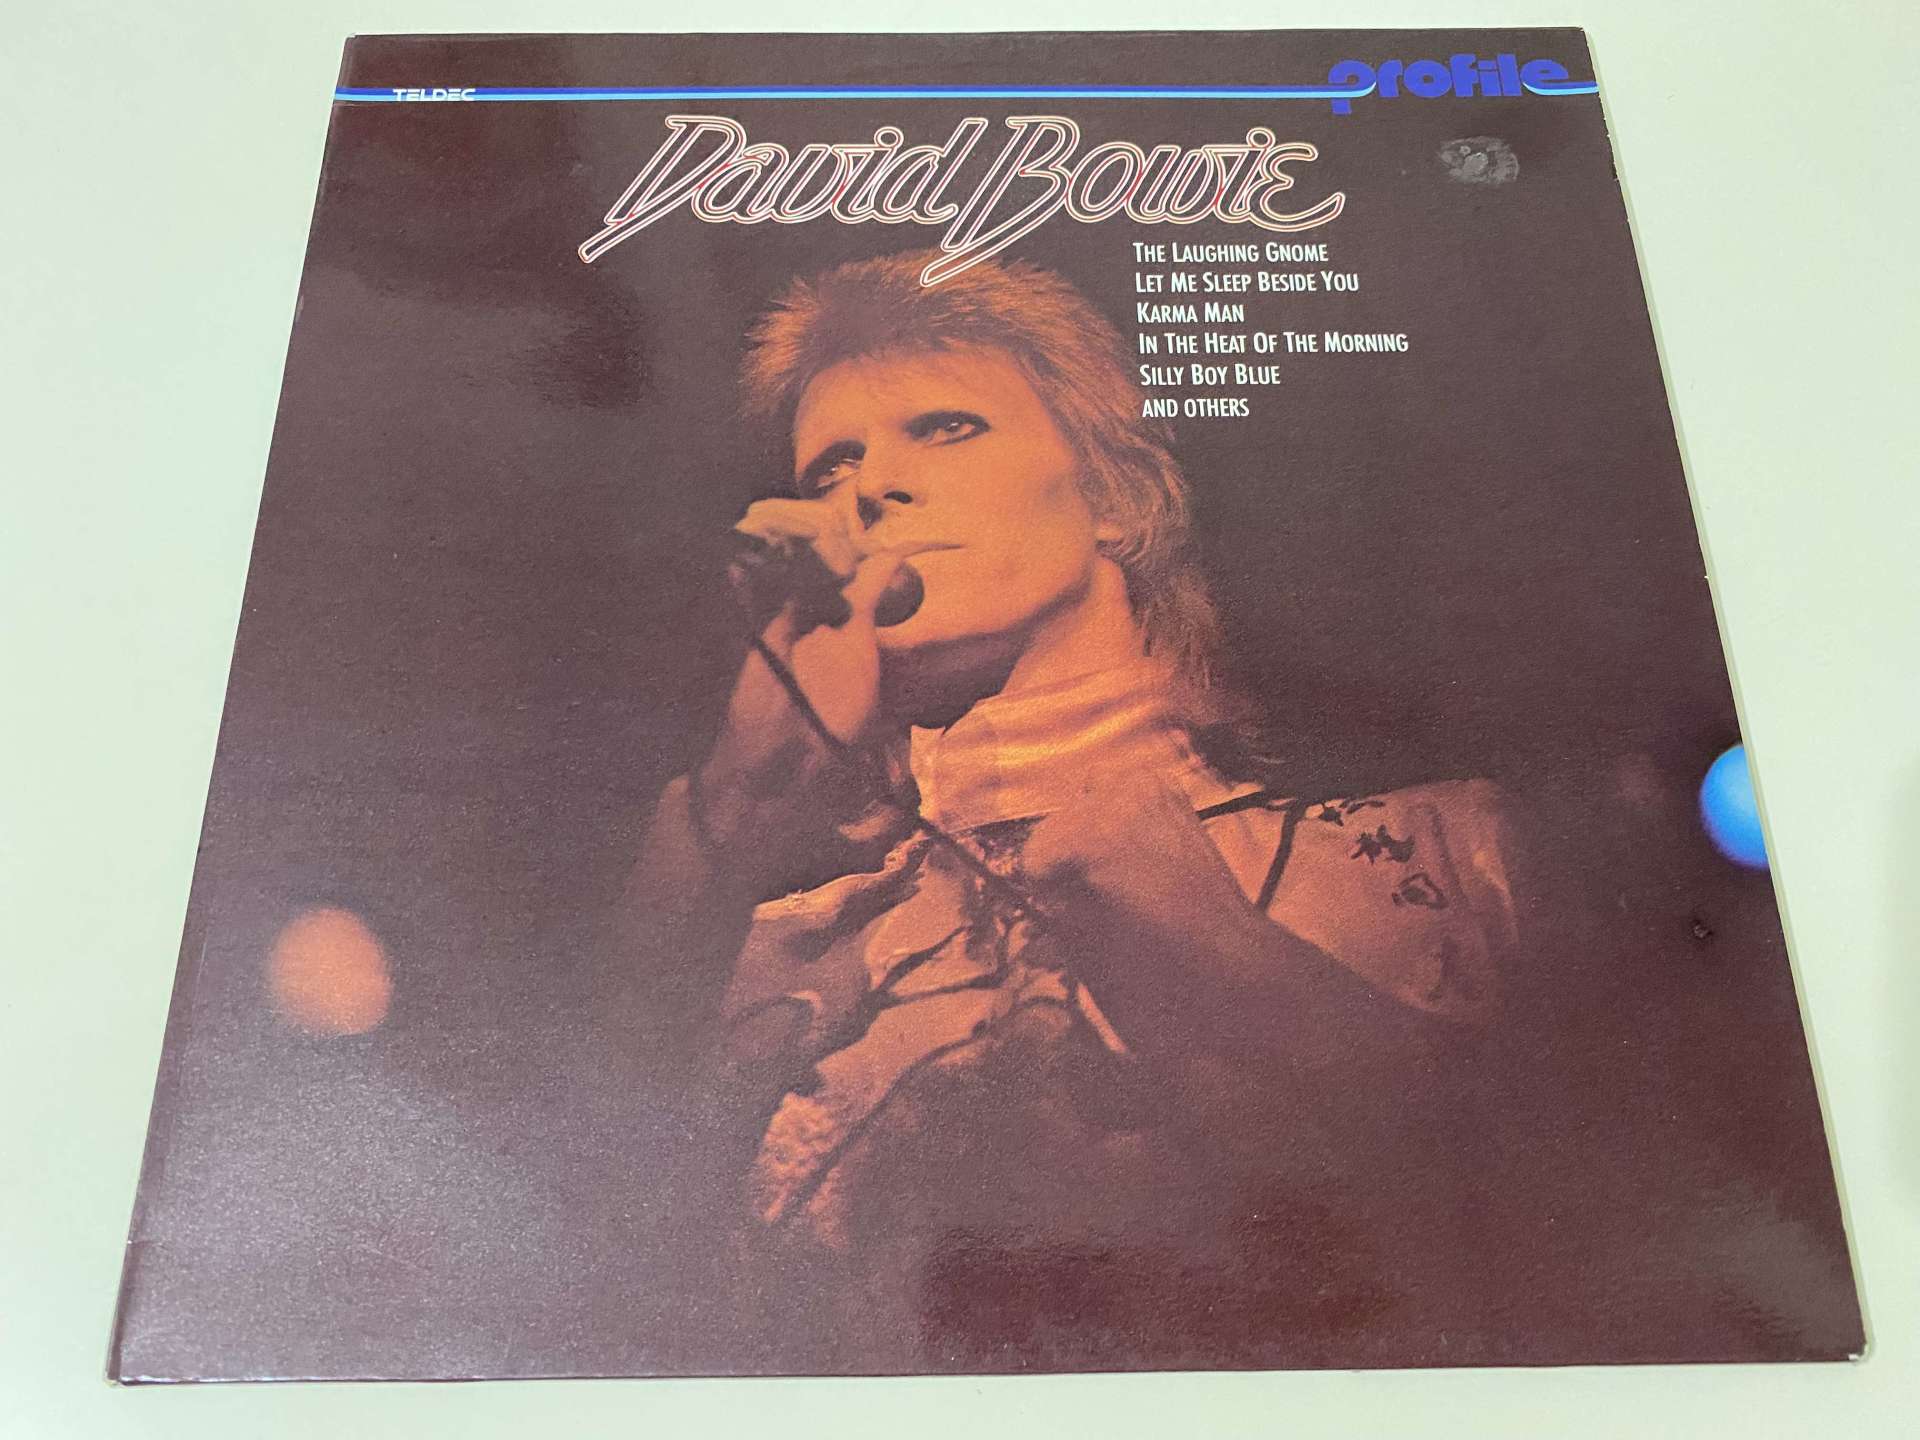 TELDEC
profile
David Bowie
THE LAUGHING GNOME
LET ME SLEEP BESIDE YOU
KARMA MAN
IN THE HEAT OF THE MORNING
SILLY BOY BLUE
AND OTHERS